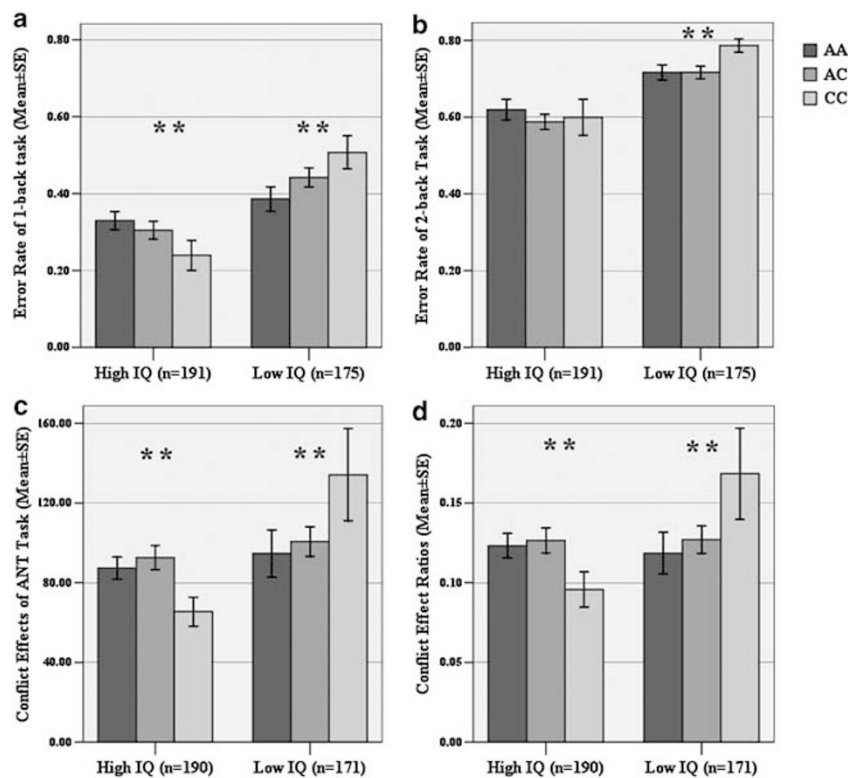 a
Error Rate of 1-back task (Mean±SE)
0.80
0.60
0.40
0.20
0.00
* *
* *
High IQ (n=191)
Low IQ (n=175)
b
Error Rate of 2-back Task (Mean±SE)
0.80
0.60
0.40
0.20
0.00
* *
High IQ (n=191)
Low IQ (n=175)
AA
AC
CC
c
Conflict Effects of ANT Task (Mean±SE)
160.00
120.00
80.00
40.00
0.00
* *
* *
High IQ (n=190)
Low IQ (n=171)
d
Conflict Effect Ratios (Mean±SE)
0.20
0.15
0.10
0.05
0.00
* *
* *
High IQ (n=190)
Low IQ (n=171)